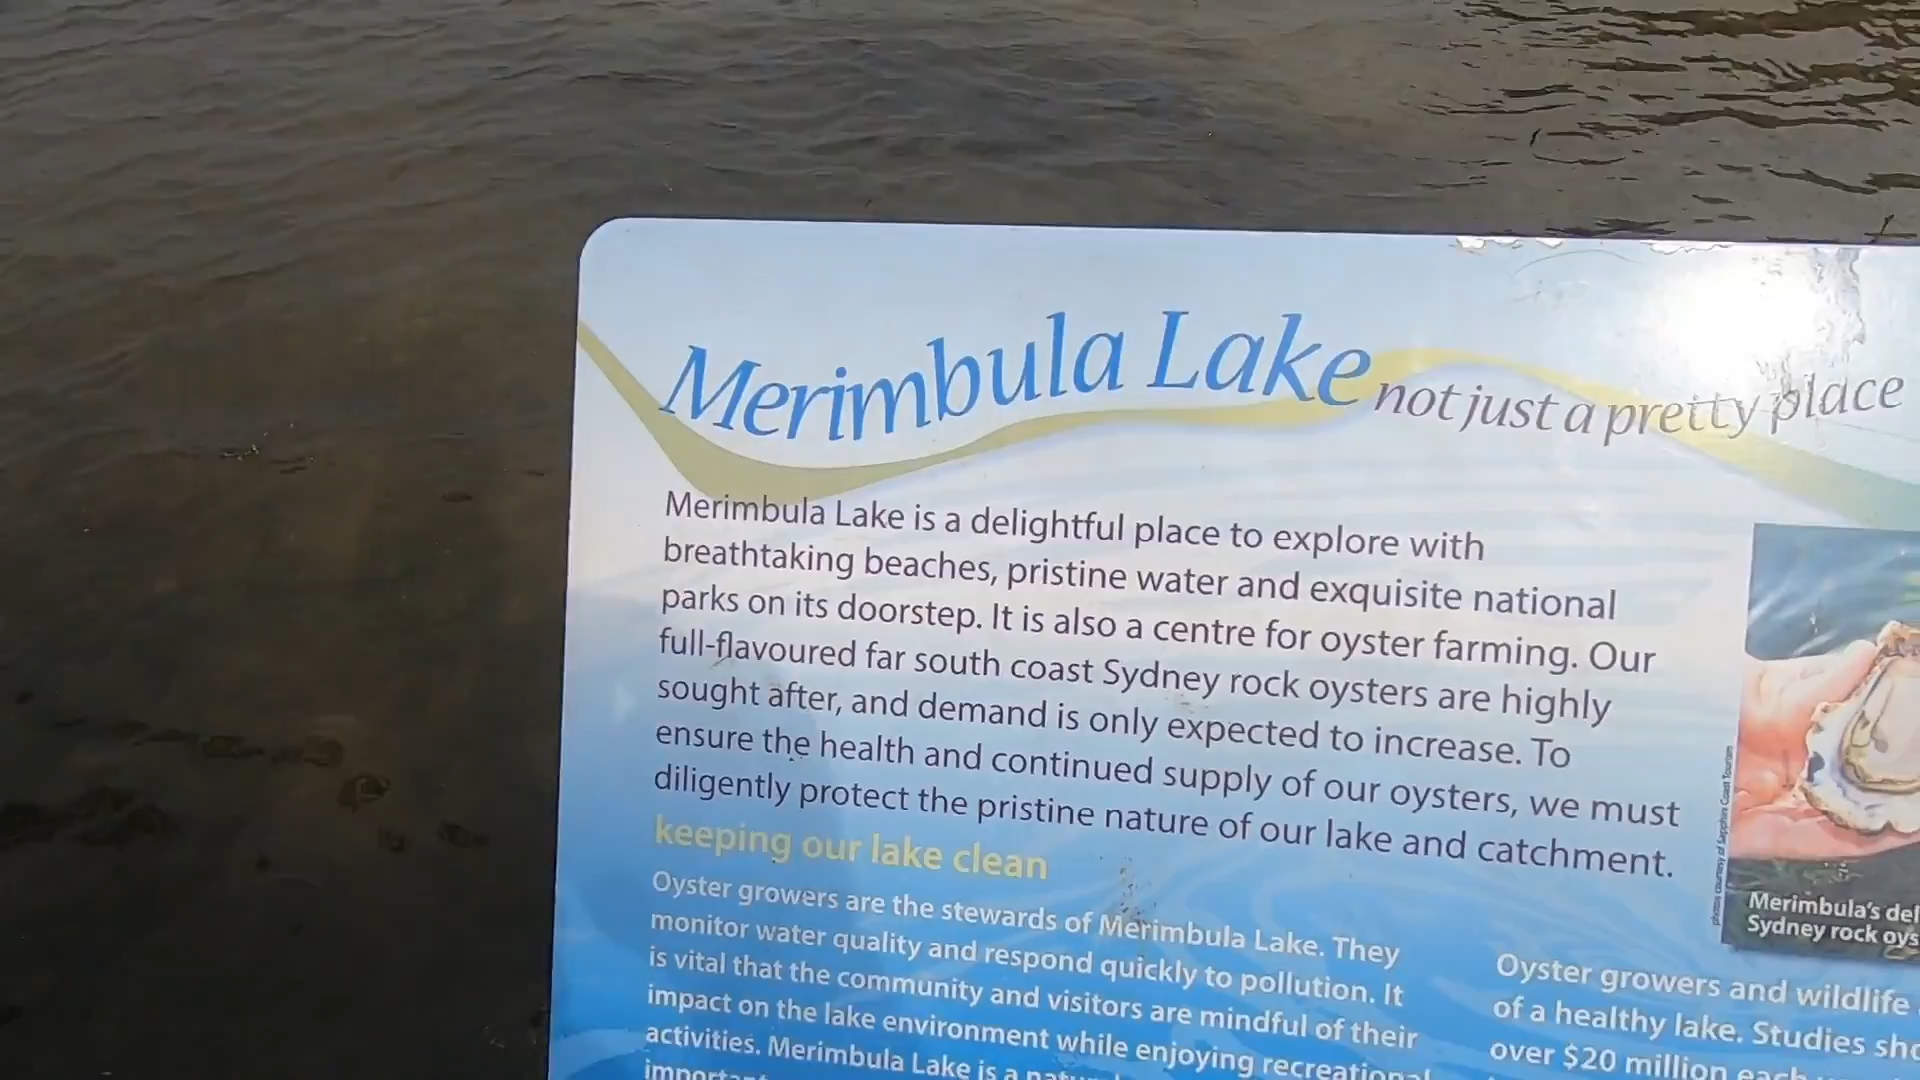 Merimbula Lake not just a pretty place
Merimbula Lake is a delightful place to explore with
breathtaking beaches, pristine water and exquisite national
parks on its doorstep. It is also a centre for oyster farming. Our
full-flavoured far south coast Sydney rock oysters are highly
sought after, and demand is only expected to increase. To
ensure the health and continued supply of our oysters, we must
diligently protect the pristine nature of our lake and catchment.
keeping our lake clean
Oyster growers are the stewards of Merimbula Lake. They
monitor water quality and respond quickly to pollution. It
is vital that the community and visitors are mindful of their
impact on the lake environment while enjoying recreational
activities. Merimbula Lake is a
photos courtesy of Sapphire Coast Tourism
Merimbula's del
Sydney rock oys
Oyster growers and wildlife
of a healthy lake. Studies sho
over $20 million each